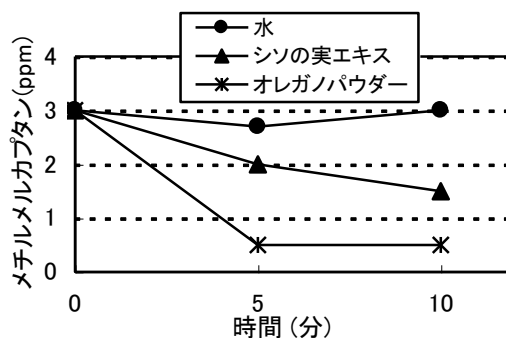 水
シソの実エキス
オレガノパウダー
メチルメルカプタン(ppm)
4
3
2
1
0
0 5 10
時間(分)